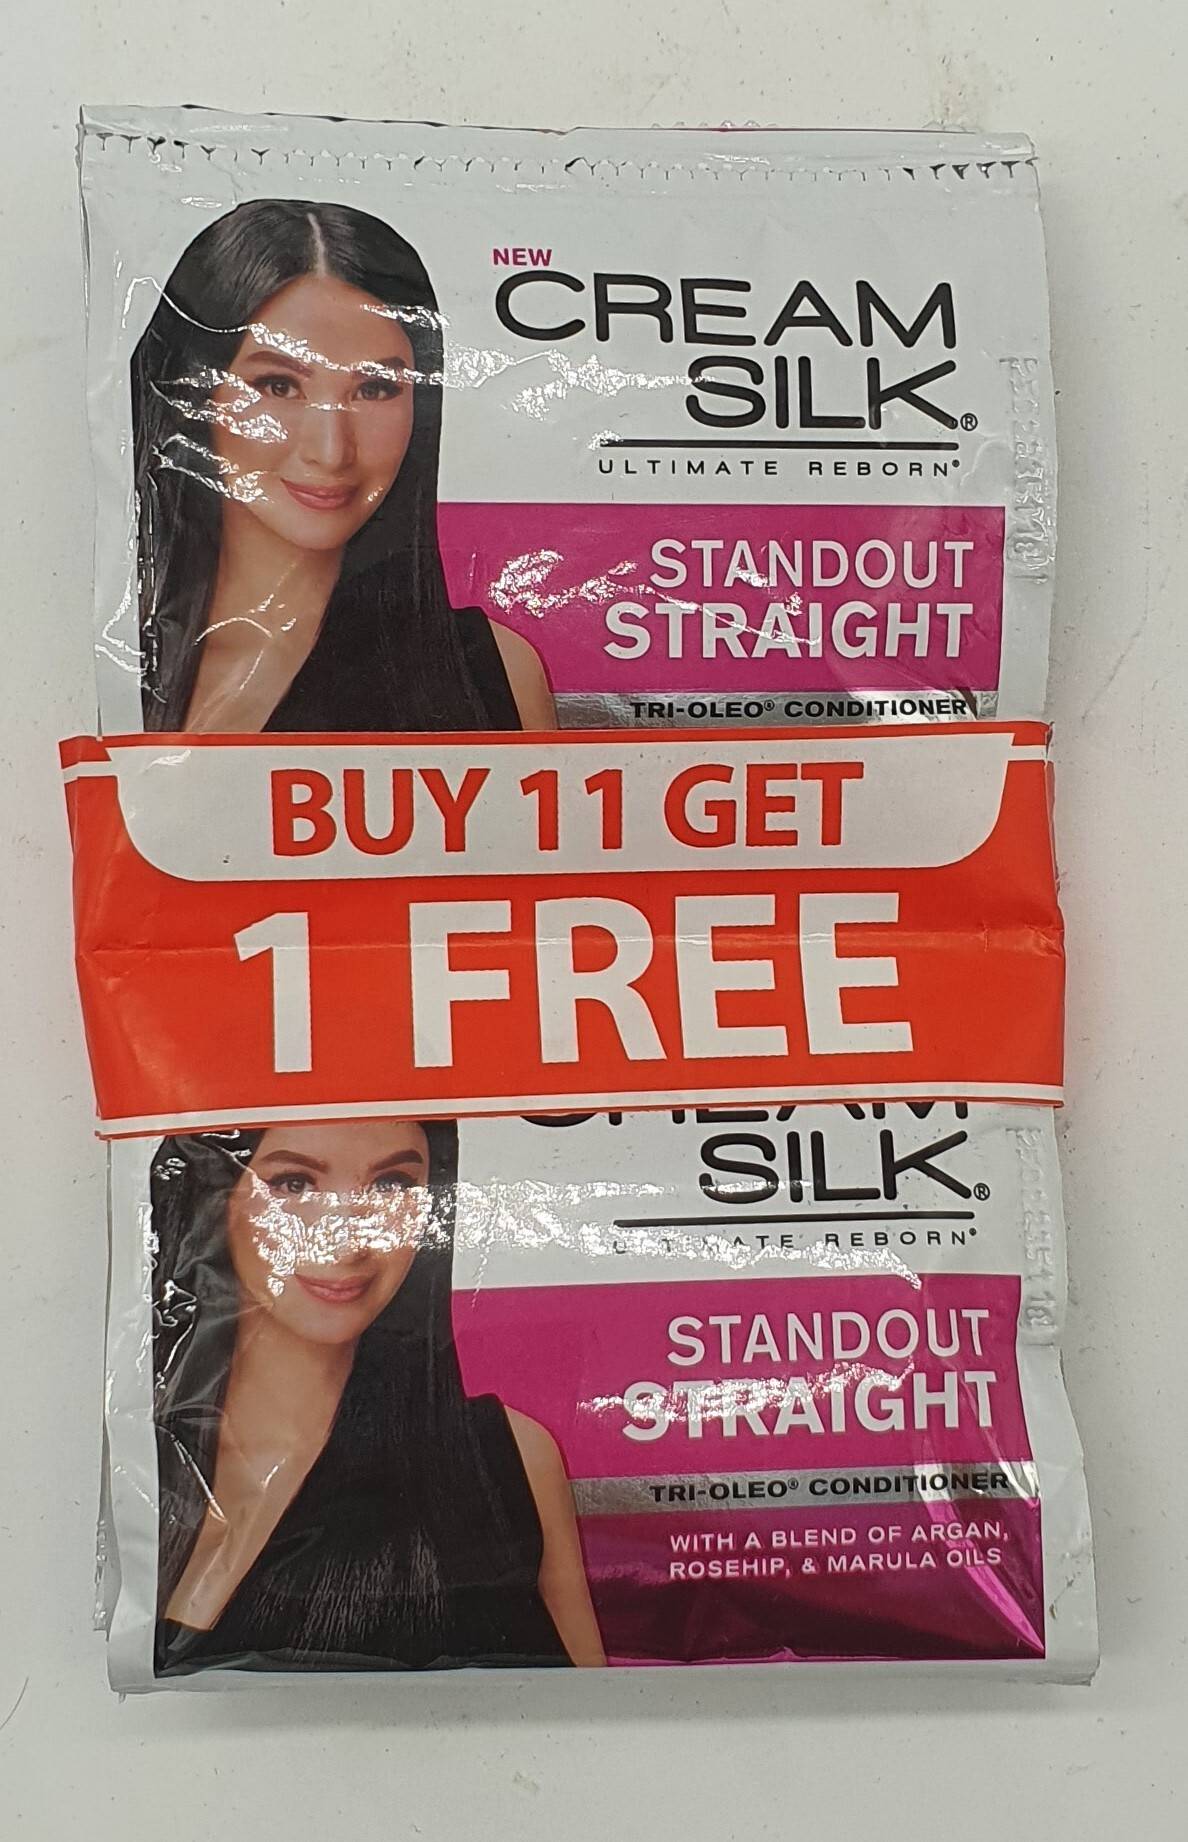 NEW
CREAM
SILK®
ULTIMATE REBORN®
STANDOUT
STRAIGHT
TRI-OLEO® CONDITIONER
BUY 11 GET
1 FREE
CREAM
SILK®
ULTIMATE REBORN®
STANDOUT
STRAIGHT
TRI-OLEO® CONDITIONER
WITH A BLEND OF ARGAN,
ROSEHIP, & MARULA OILS